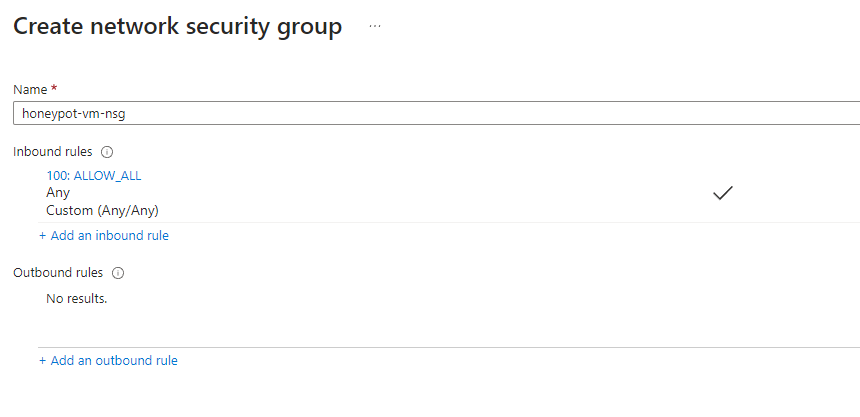 Create network security group ...
Name *
honeypot-vm-nsg
Inbound rules
100: ALLOW_ALL
Any
Custom (Any/Any)
+ Add an inbound rule
Outbound rules
No results.
+ Add an outbound rule